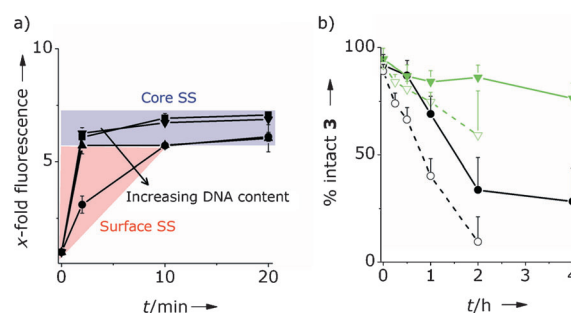 a)
x-fold fluorescence →
10
5
0
Core SS
Increasing DNA content
Surface SS
0
10
20
t/min →
b)
% intact 3 →
100
50
0
0
1
2
3
4
t/h →